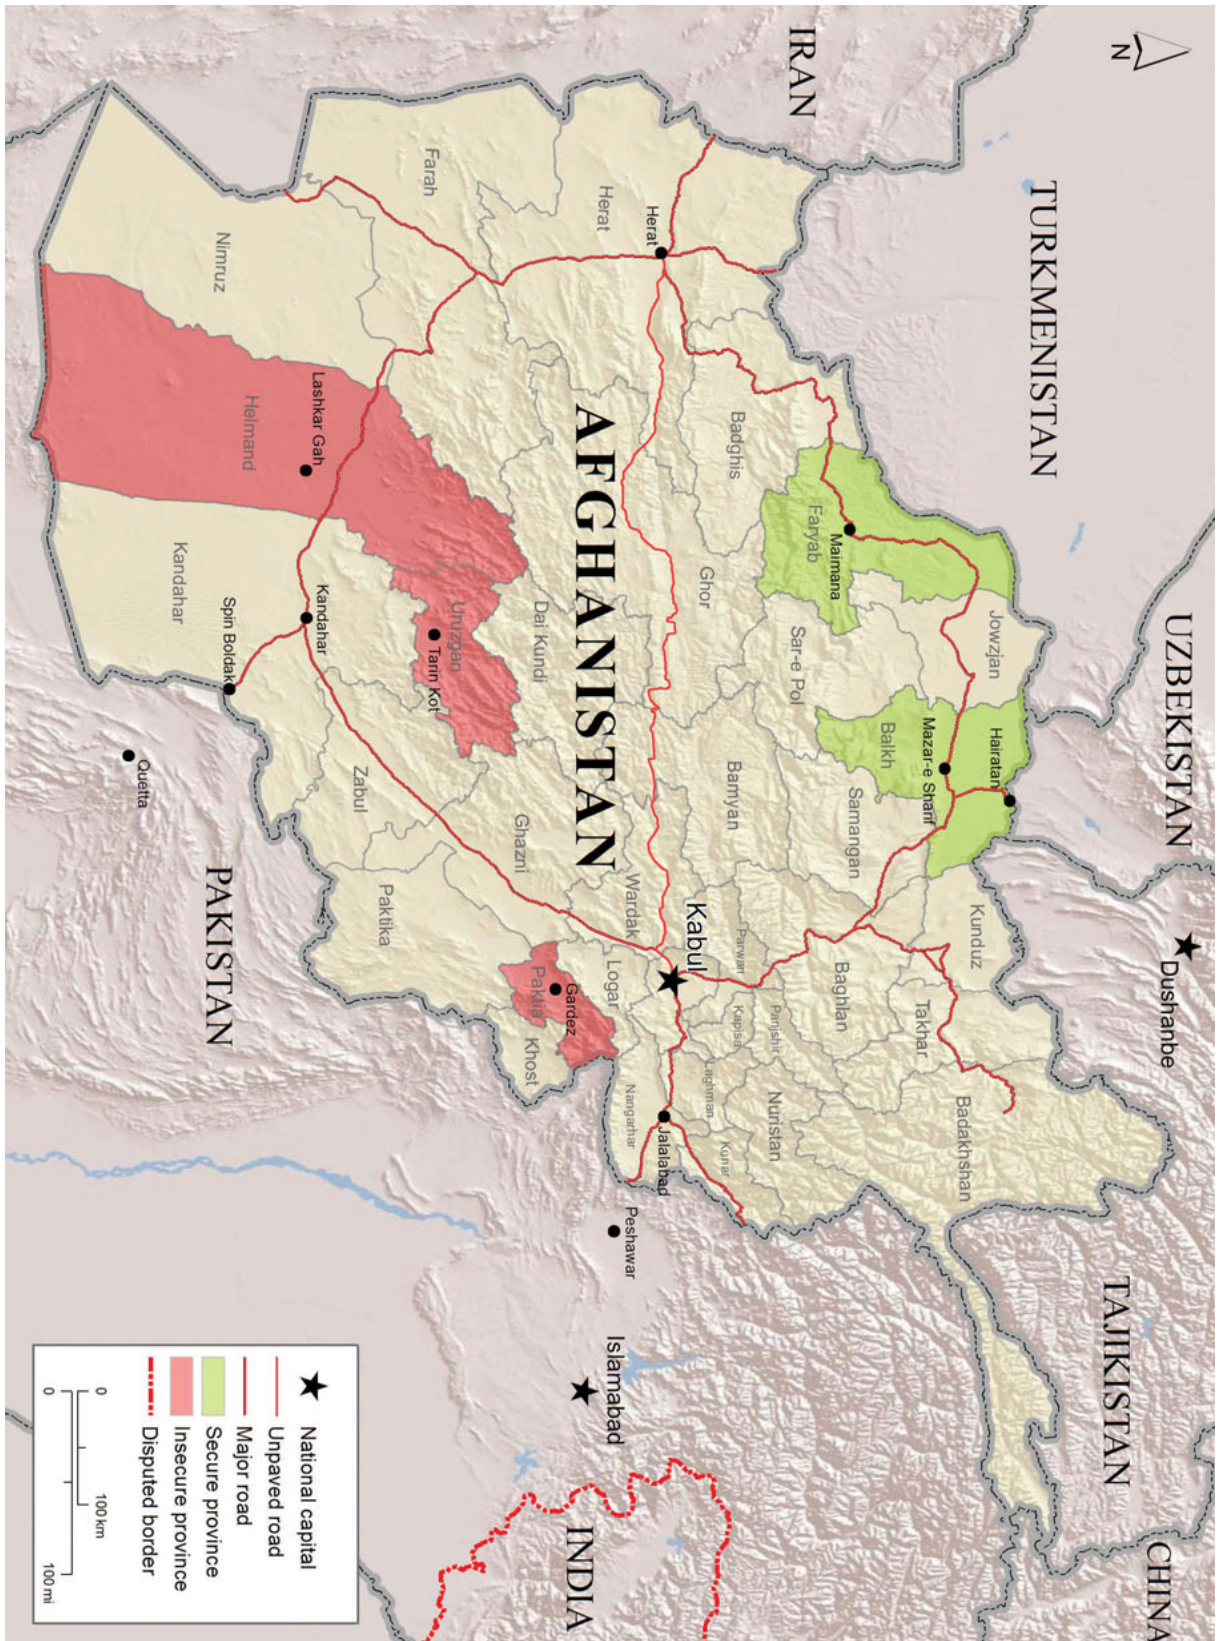 N
IRAN
TURKMENISTAN
UZBEKISTAN
Dushanbe
TAJIKISTAN
CHINA
AFGHANISTAN
Herat
Herat
Farah
Nimruz
Badghis
Faryab
Maimana
Jowzjan
Sar-e Pol
Ghor
Balkh
Mazar-e Sharif
Hairatan
Samangan
Kunduz
Takhar
Badakhshan
Baghlan
Bamyan
Parwan
Panjshir
Kapisa
Laghman
Nuristan
Kunar
Kabul
Wardak
Logar
Nangarhar
Jalalabad
Dai Kundi
Uruzgan
Tarin Kot
Ghazni
Paktia
Gardez
Khost
Paktika
Zabul
Helmand
Lashkar Gah
Kandahar
Kandahar
Spin Boldak
Quetta
PAKISTAN
Peshawar
Islamabad
INDIA
National capital
Unpaved road
Major road
Secure province
Insecure province
Disputed border
0 100 km
0 100 mi